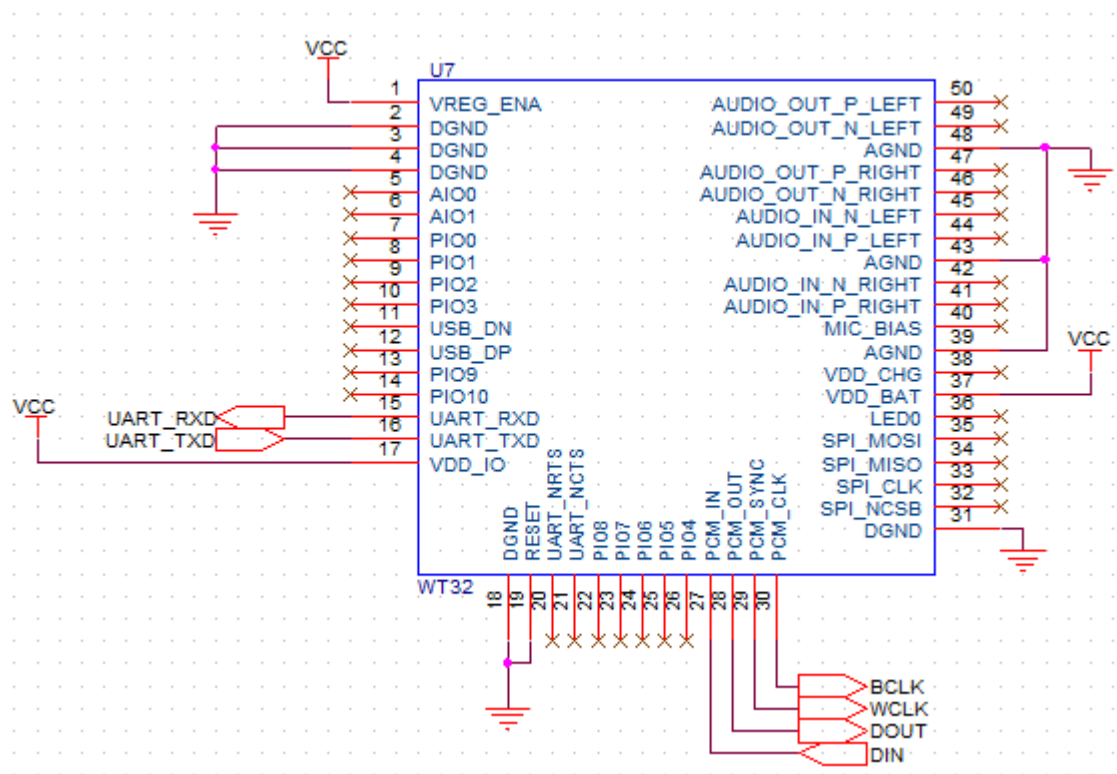 VCC
U7
1 VREG_ENA
2 DGND
3 DGND
4 DGND
5 AIO0
6 AIO1
7 PIO0
8 PIO1
9 PIO2
10 PIO3
11 USB_DN
12 USB_DP
13 PIO9
14 PIO10
15 UART_RXD
16 UART_TXD
17 VDD_IO
VCC
UART_RXD
UART_TXD
50 AUDIO_OUT_P_LEFT
49 AUDIO_OUT_N_LEFT
48 AGND
47 AUDIO_OUT_P_RIGHT
46 AUDIO_OUT_N_RIGHT
45 AUDIO_IN_N_LEFT
44 AUDIO_IN_P_LEFT
43 AGND
42 AUDIO_IN_N_RIGHT
41 AUDIO_IN_P_RIGHT
40 MIC_BIAS
39 AGND
38 VDD_CHG
37 VDD_BAT
36 LED0
35 SPI_MOSI
34 SPI_MISO
33 SPI_CLK
32 SPI_NCSB
31 DGND
VCC
18 DGND
19 RESET
20 UART_NRTS
21 UART_NCTS
22 PIO8
23 PIO7
24 PIO6
25 PIO5
26 PIO4
27 PCM_IN
28 PCM_OUT
29 PCM_SYNC
30 PCM_CLK
WT32
BCLK
WCLK
DOUT
DIN